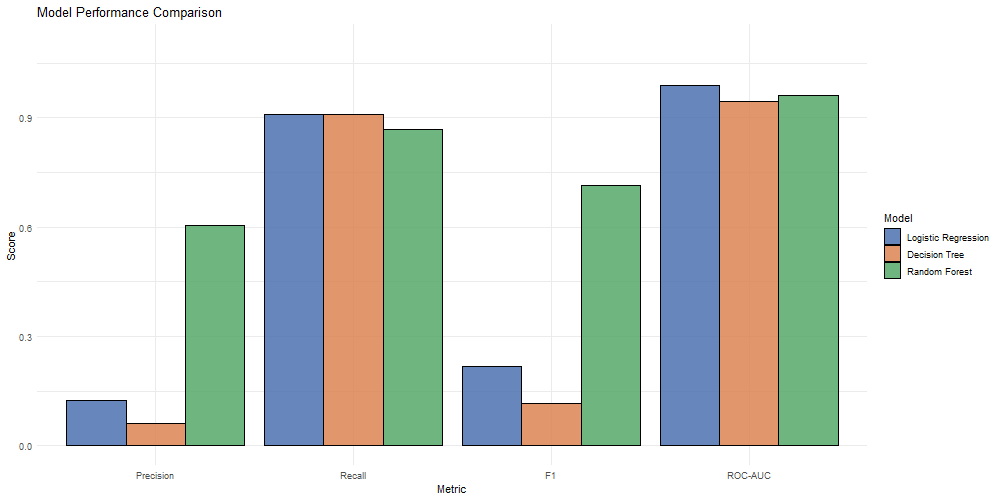 Model Performance Comparison
Score
0.9
0.6
0.3
0.0
Precision Recall F1 ROC-AUC
Metric
Model
Logistic Regression
Decision Tree
Random Forest